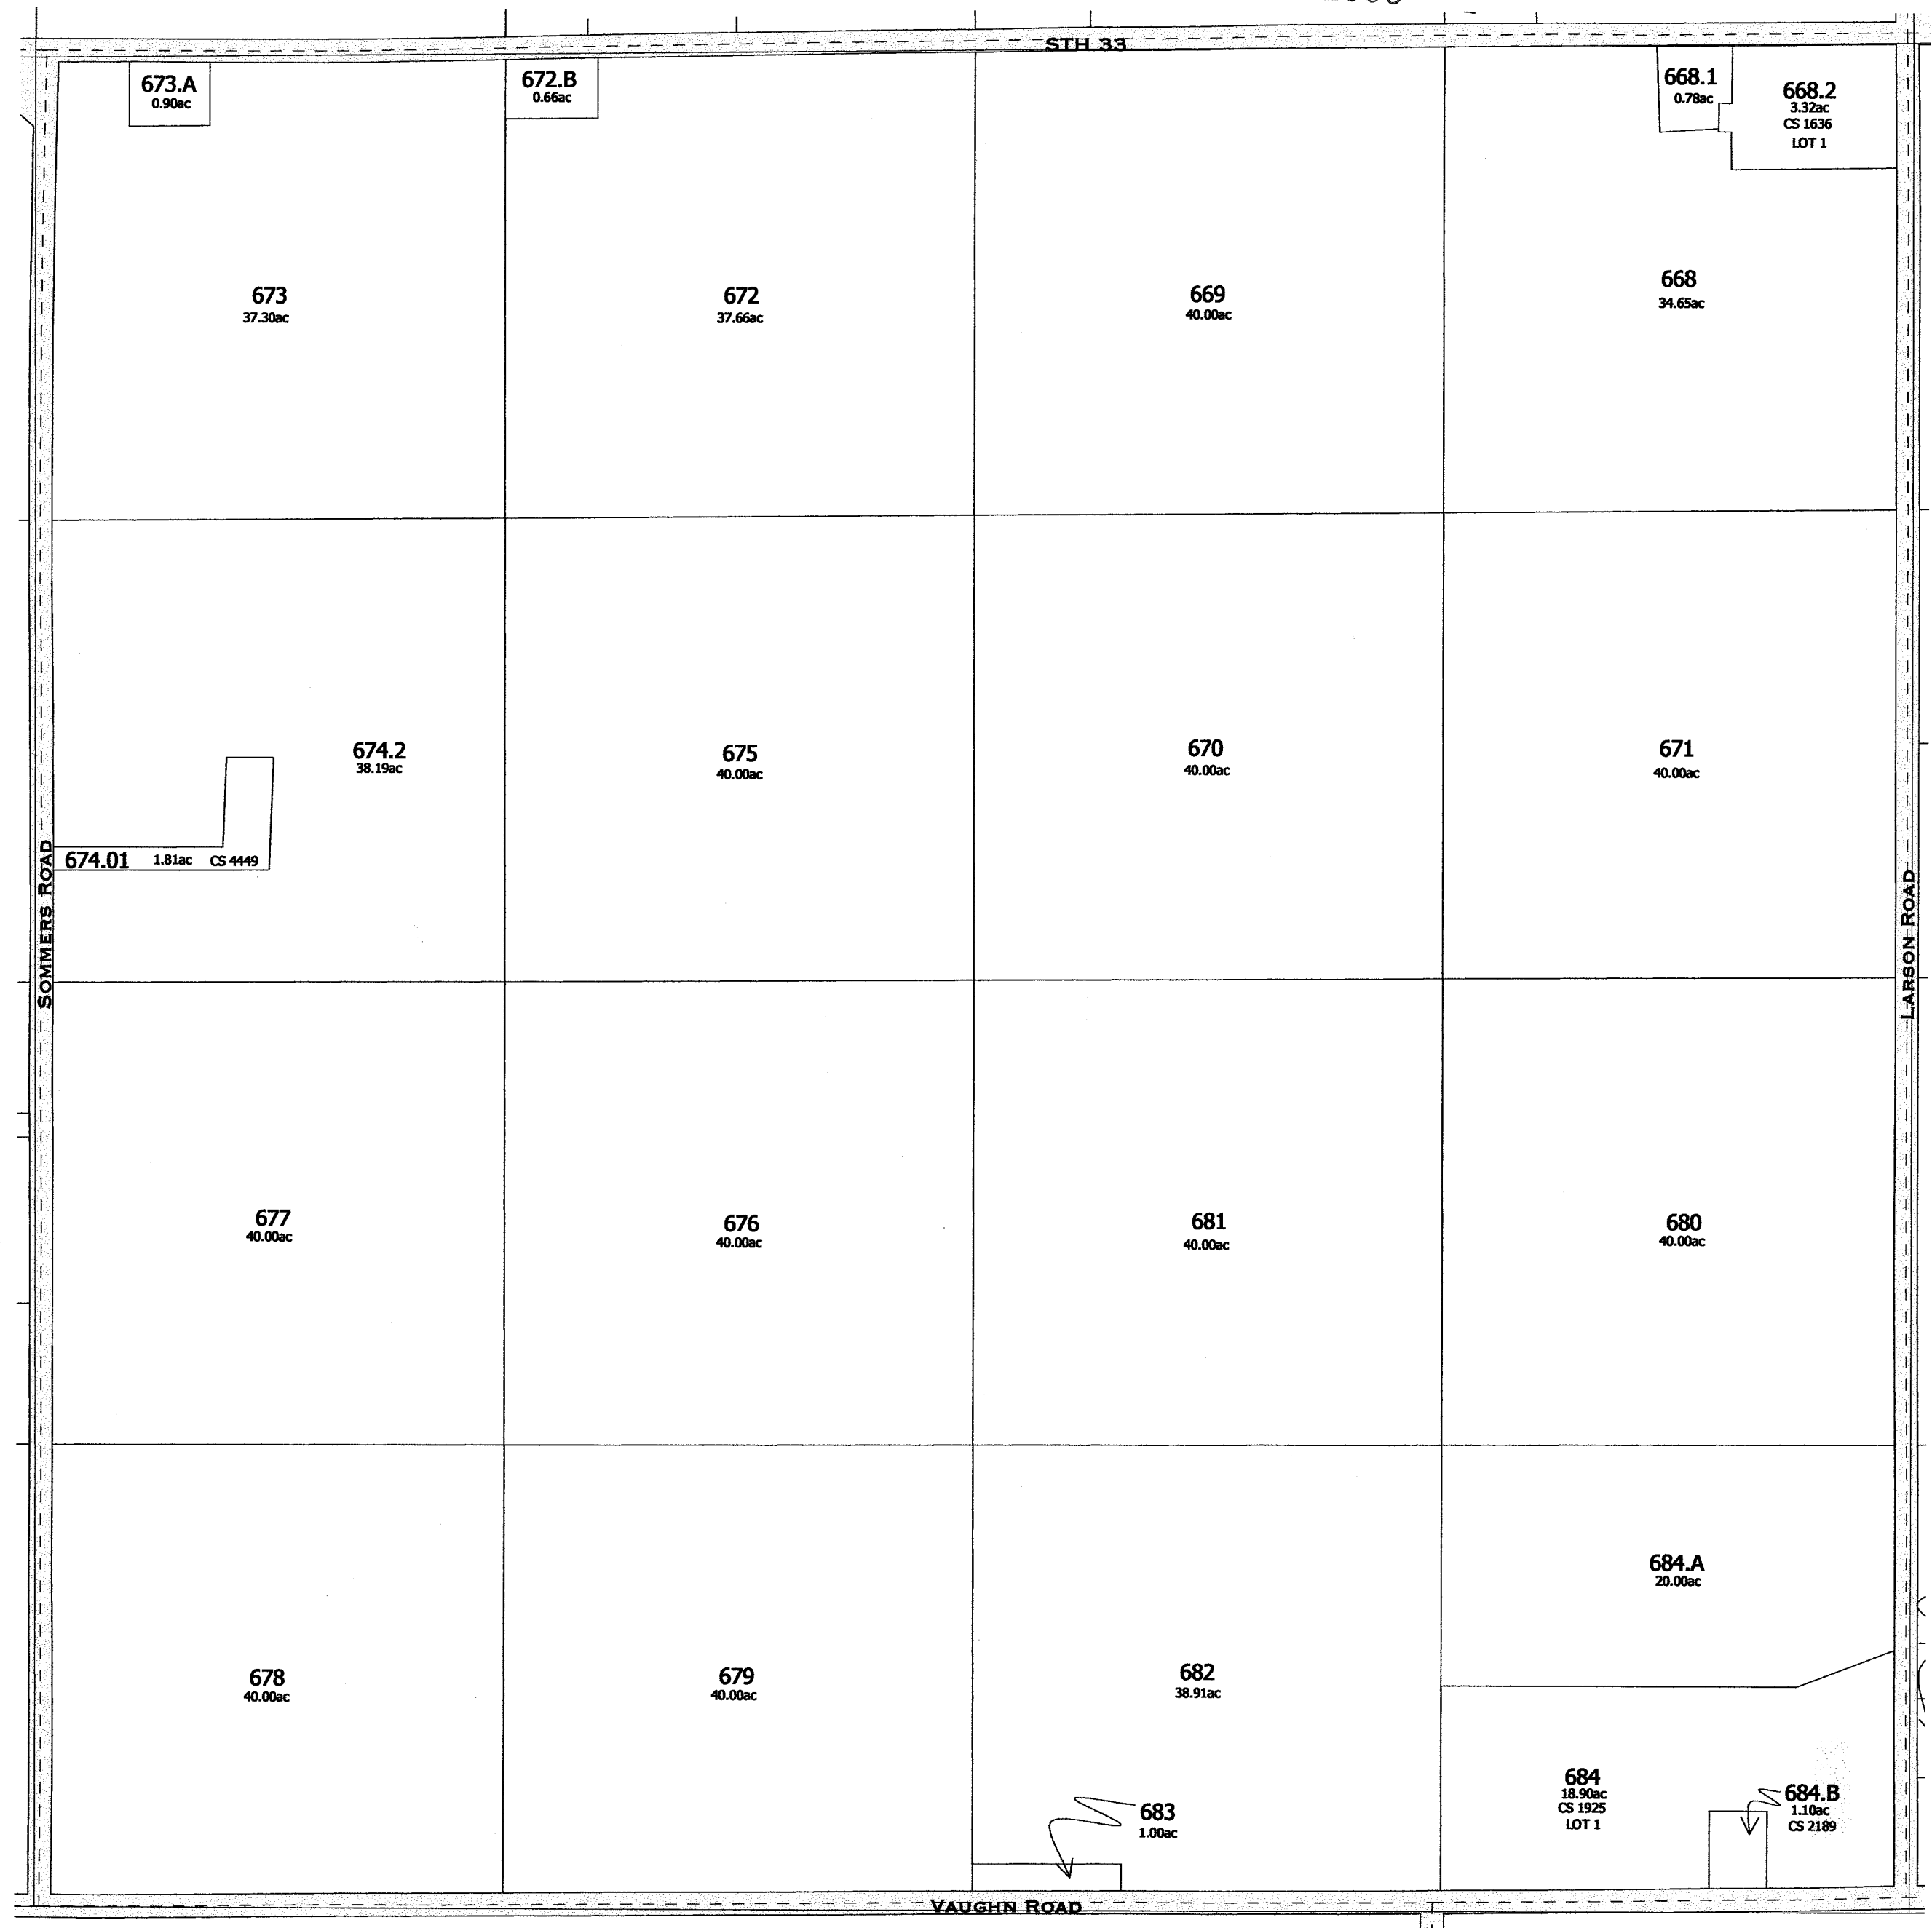 STH 33
673.A
0.90ac
672.B
0.66ac
668.1
0.78ac
668.2
3.32ac
CS 1636
LOT 1
673
37.30ac
672
37.66ac
669
40.00ac
668
34.65ac
674.2
38.19ac
675
40.00ac
670
40.00ac
671
40.00ac
674.01 1.81ac CS 4449
SOMMERS ROAD
LARSON ROAD
677
40.00ac
676
40.00ac
681
40.00ac
680
40.00ac
684.A
20.00ac
678
40.00ac
679
40.00ac
682
38.91ac
683
1.00ac
684
18.90ac
CS 1925
LOT 1
684.B
1.10ac
CS 2189
VAUGHN ROAD